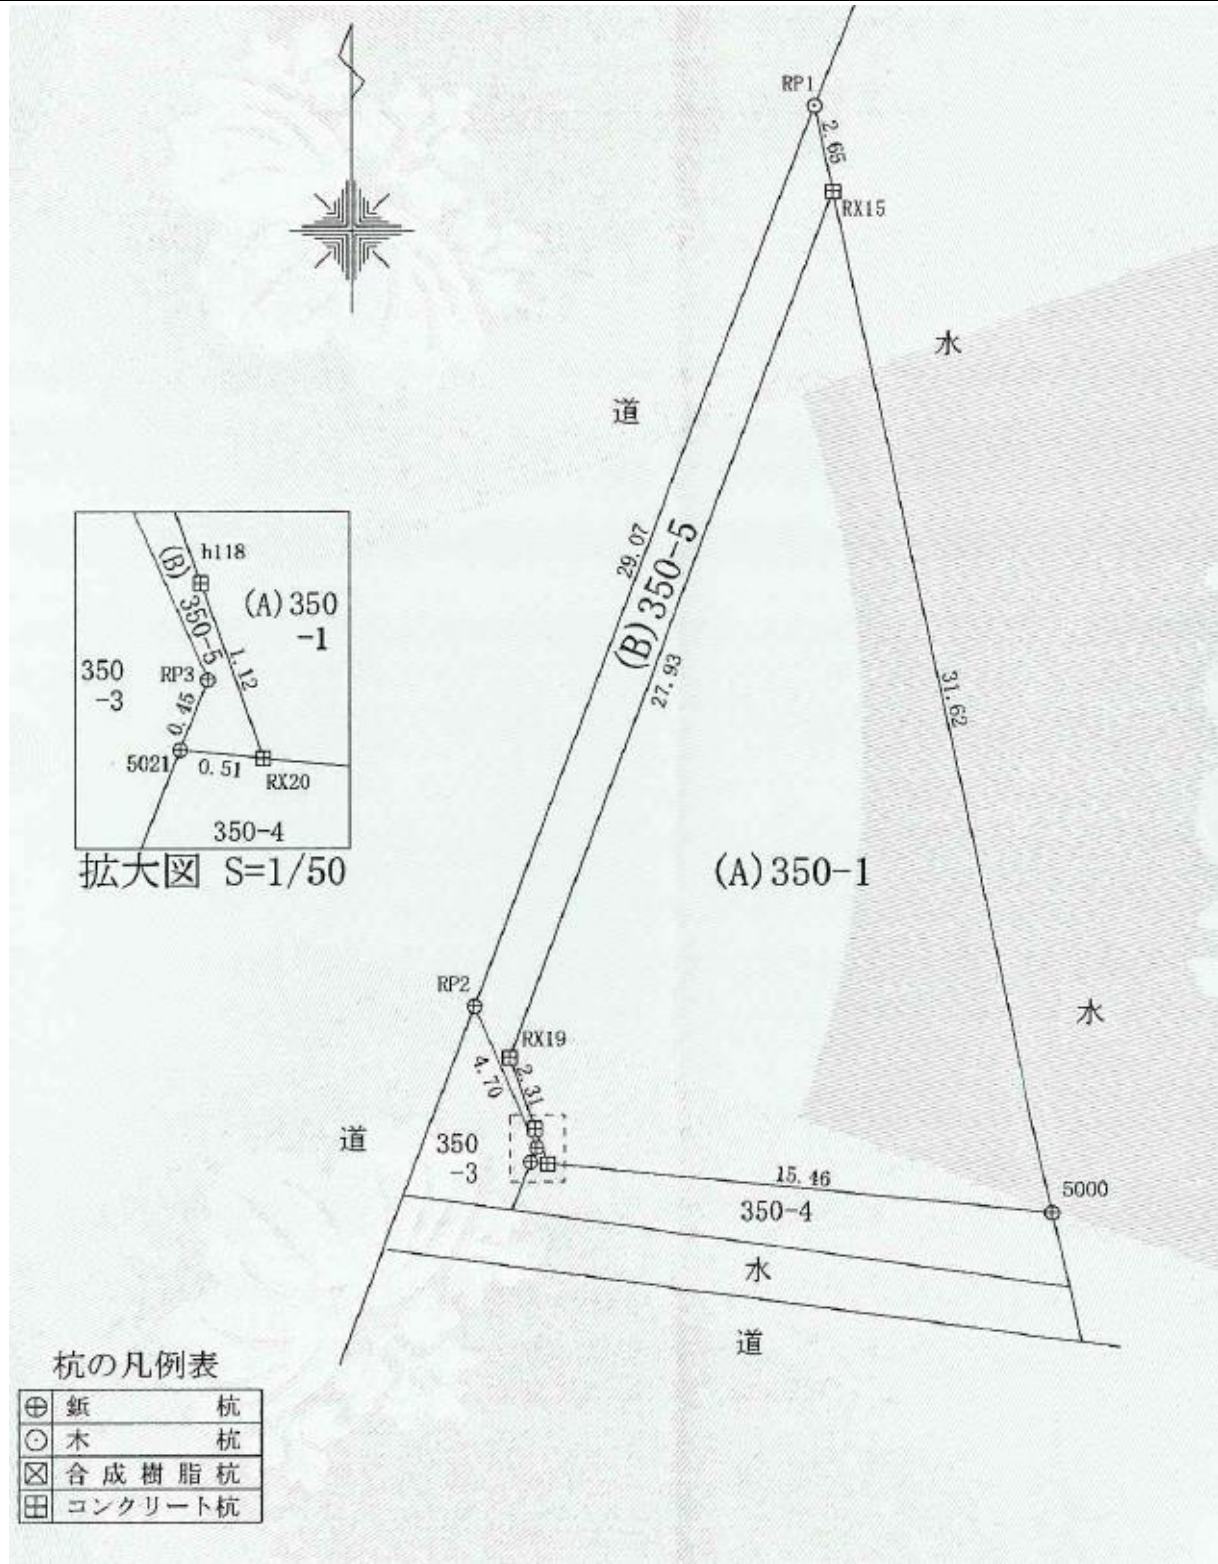 RP1
2.65
RX15
水
道
29.07
(B)350-5
27.93
31.62
h118
(B)
350-5
(A)350
-1
1.12
350
-3
RP3
0.45
5021
0.51
RX20
350-4
拡大図 S=1/50
(A)350-1
RP2
RX19
4.70
2.31
水
道
350
-3
15.46
5000
350-4
水
道
杭の凡例表
鋲 杭
木 杭
合成樹脂杭
コンクリート杭